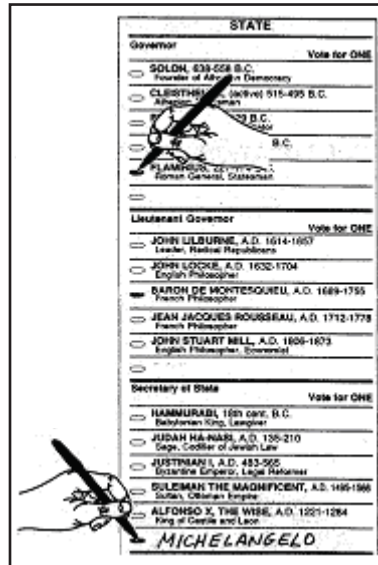 STATE
Governor
Vote for ONE
SOLON, 638-558 B.C.
Founder of Democracy
CLEISTHE (active) 515-495 B.C.
B.C.
B.C.
FLAMINIUS,
Roman General, Statesman
Lieutenant Governor
Vote for ONE
JOHN LILBURNE, A.D. 1614-1657
Leader, Radical Republicans
JOHN LOCKE, A.D. 1632-1704
English Philosopher
BARON DE MONTESQUIEU, A.D. 1689-1755
French Philosopher
JEAN JACQUES ROUSSEAU, A.D. 1712-1778
French Philosopher
JOHN STUART MILL, A.D. 1806-1873
English Philosopher, Economist
Secretary of State
Vote for ONE
HAMMURABI, 18th cent. B.C.
Babylonian King, Lawgiver
JUDAH HA-NASI, A.D. 135-210
Sage, Codifier of Jewish Law
JUSTINIAN I, A.D. 483-565
Byzantine Emperor, Legal Reformer
SULEIMAN THE MAGNIFICENT, A.D.
Sultan, Ottoman Empire
ALFONSO X, THE WISE, A.D. 1221-1284
King of Castile and Leon
MICHELANGELO